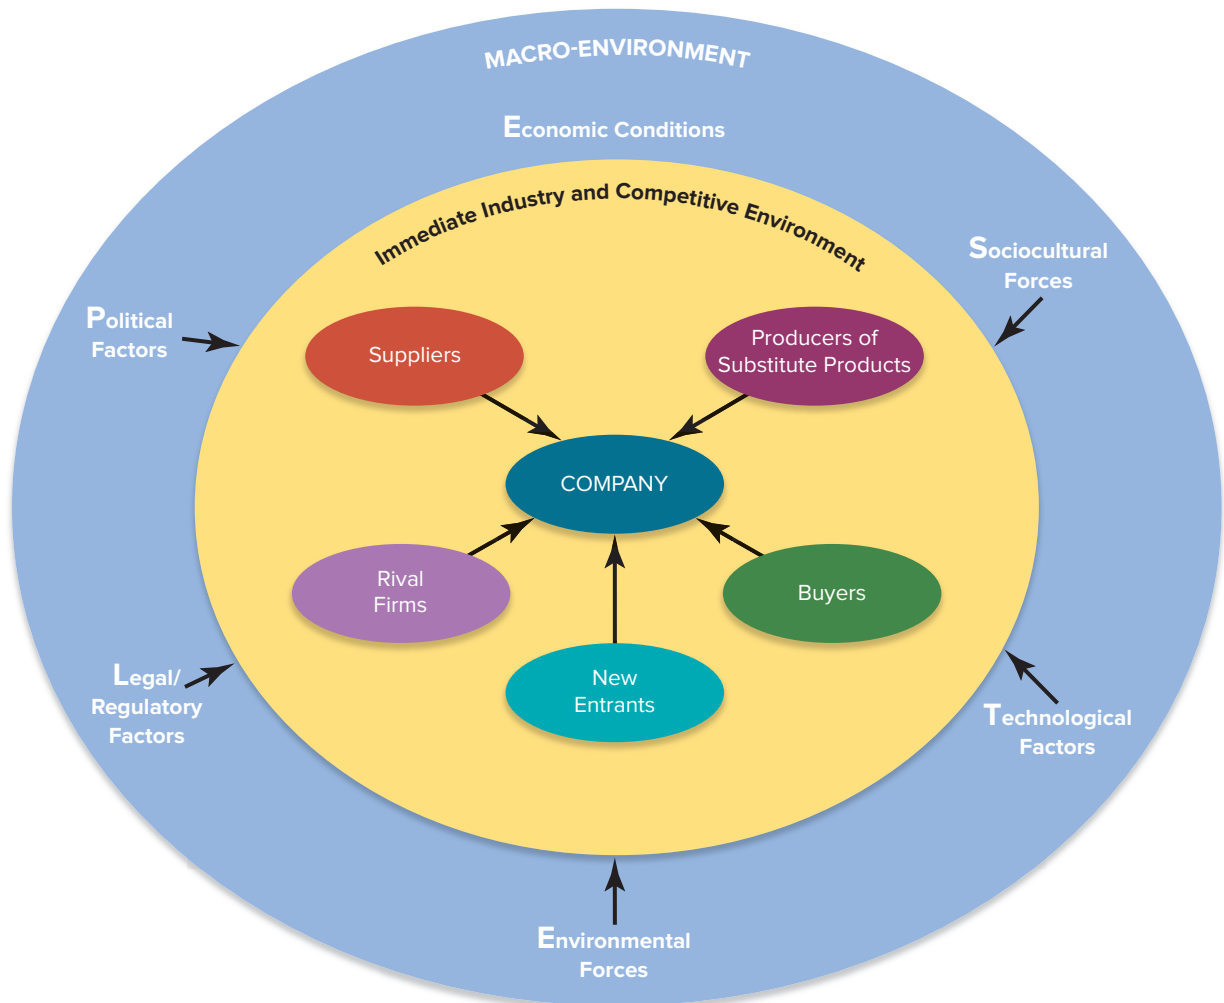 MACRO-ENVIRONMENT
Economic Conditions
Immediate Industry and Competitive Environment
Sociocultural
Forces
Political
Factors
Suppliers
Producers of
Substitute Products
COMPANY
Rival
Firms
Buyers
New
Entrants
Legal/
Regulatory
Factors
Technological
Factors
Environmental
Forces